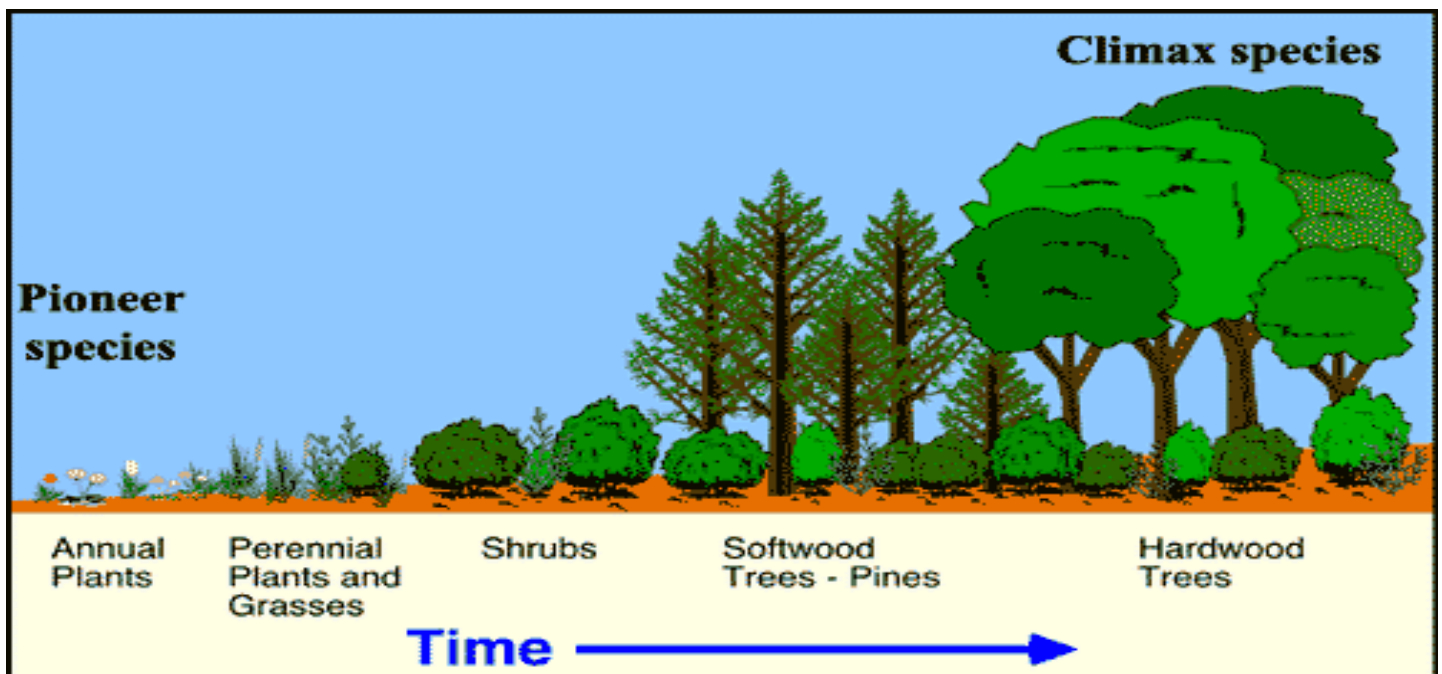 Climax species
Pioneer
species
Annual
Plants
Perennial
Plants and
Grasses
Shrubs
Softwood
Trees - Pines
Hardwood
Trees
Time